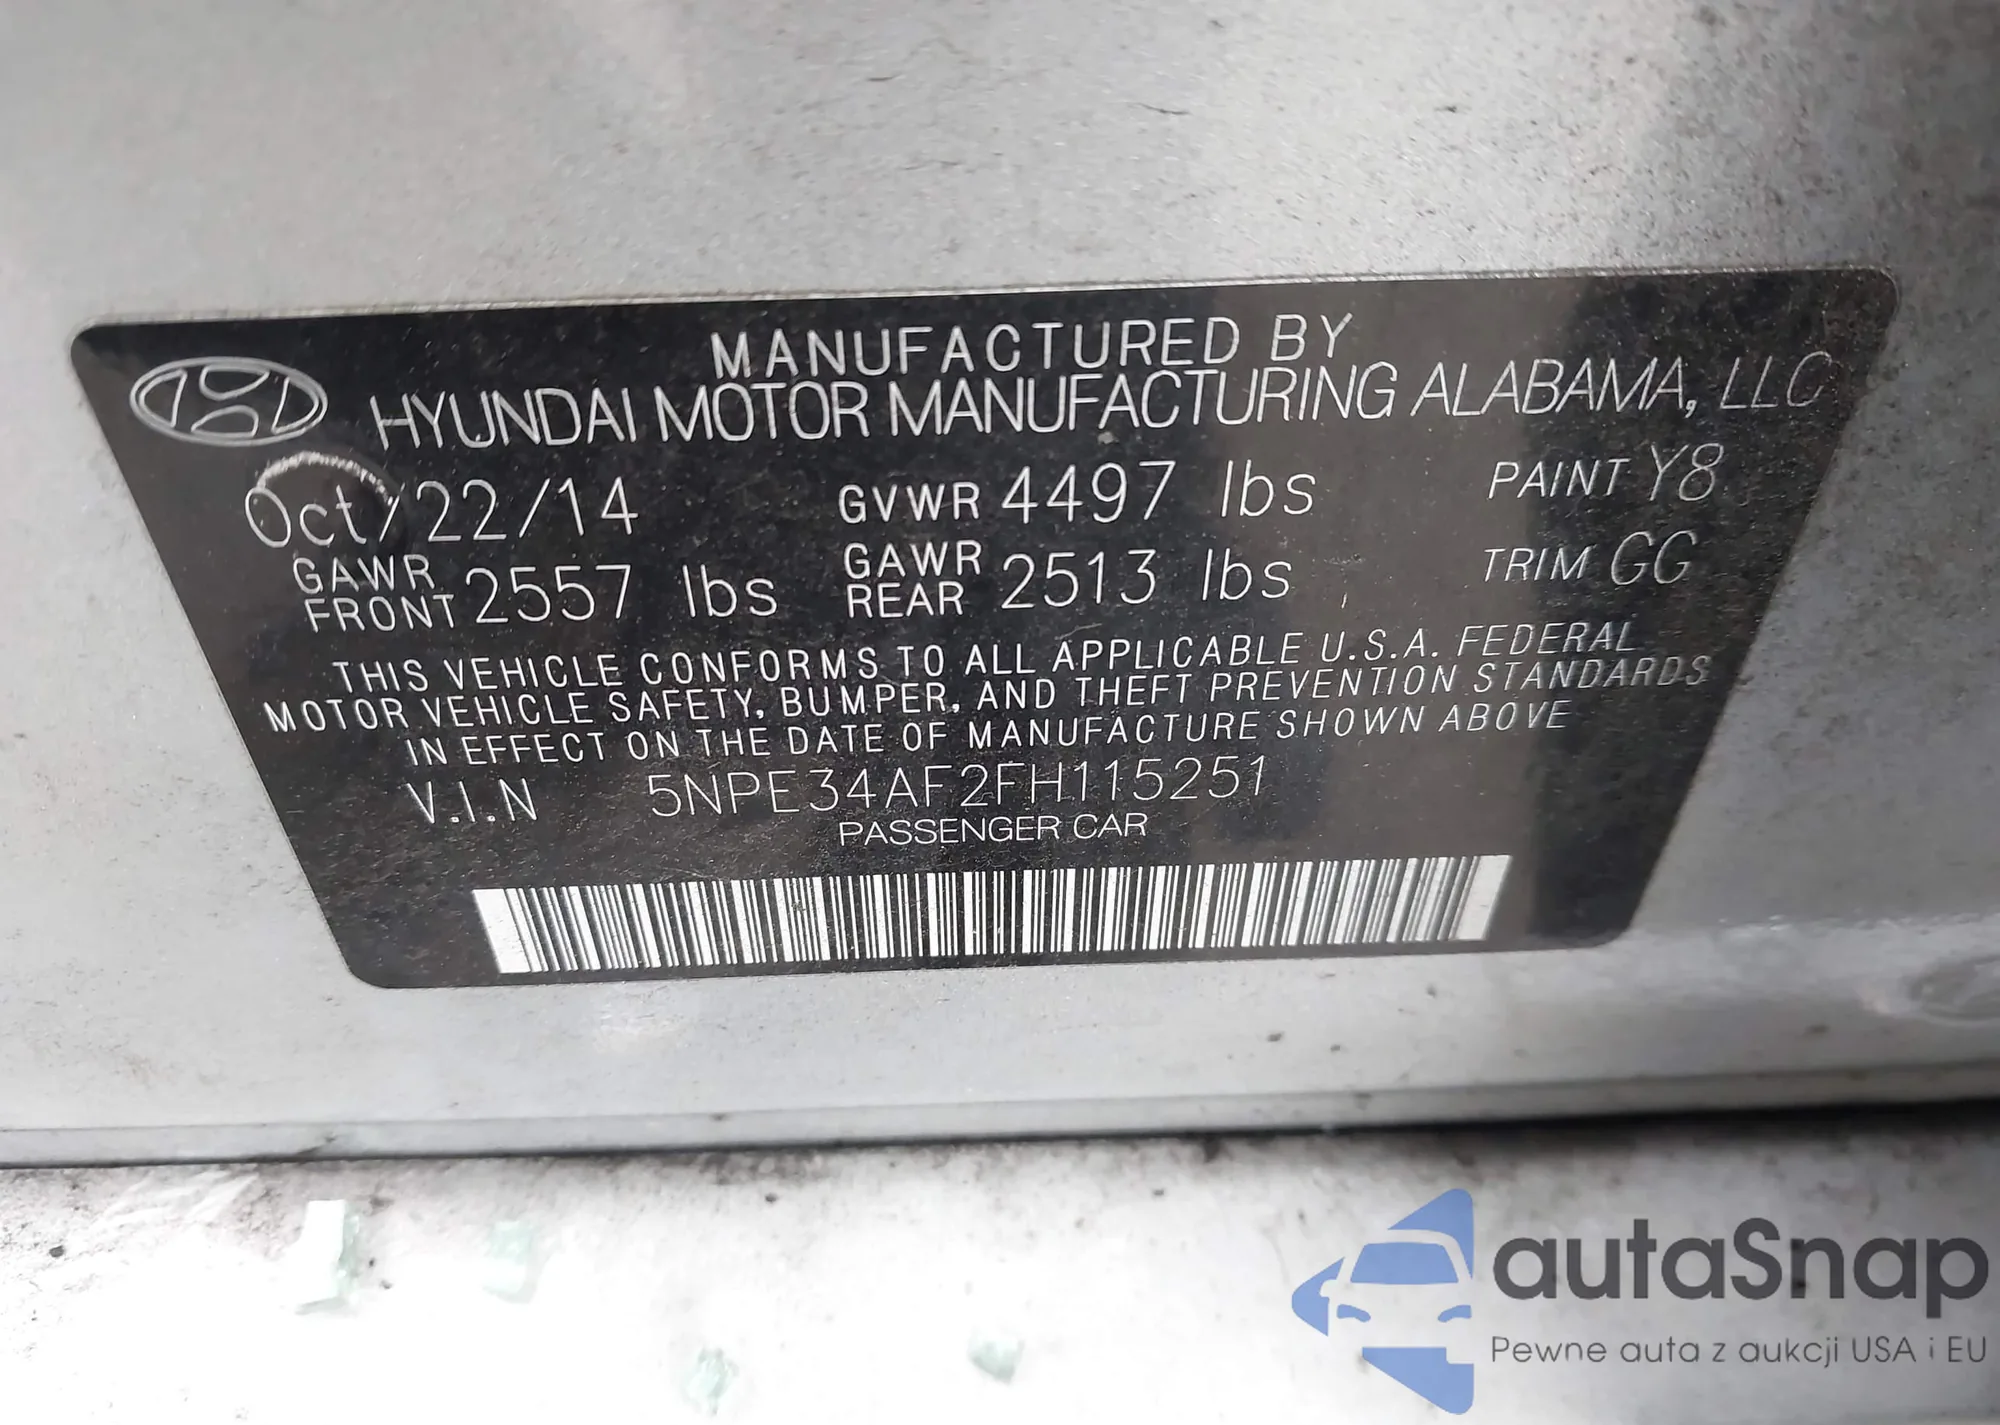 MANUFACTURED BY
HYUNDAI MOTOR MANUFACTURING ALABAMA, LLC
Oct/22/14 GVWR 4497 lbs PAINT Y8
GAWR FRONT 2557 lbs GAWR REAR 2513 lbs TRIM GG
THIS VEHICLE CONFORMS TO ALL APPLICABLE U.S.A. FEDERAL
MOTOR VEHICLE SAFETY, BUMPER, AND THEFT PREVENTION STANDARDS
IN EFFECT ON THE DATE OF MANUFACTURE SHOWN ABOVE
V.I.N 5NPE34AF2FH115251
PASSENGER CAR
autaSnap
Pewne auta z aukcji USA i EU